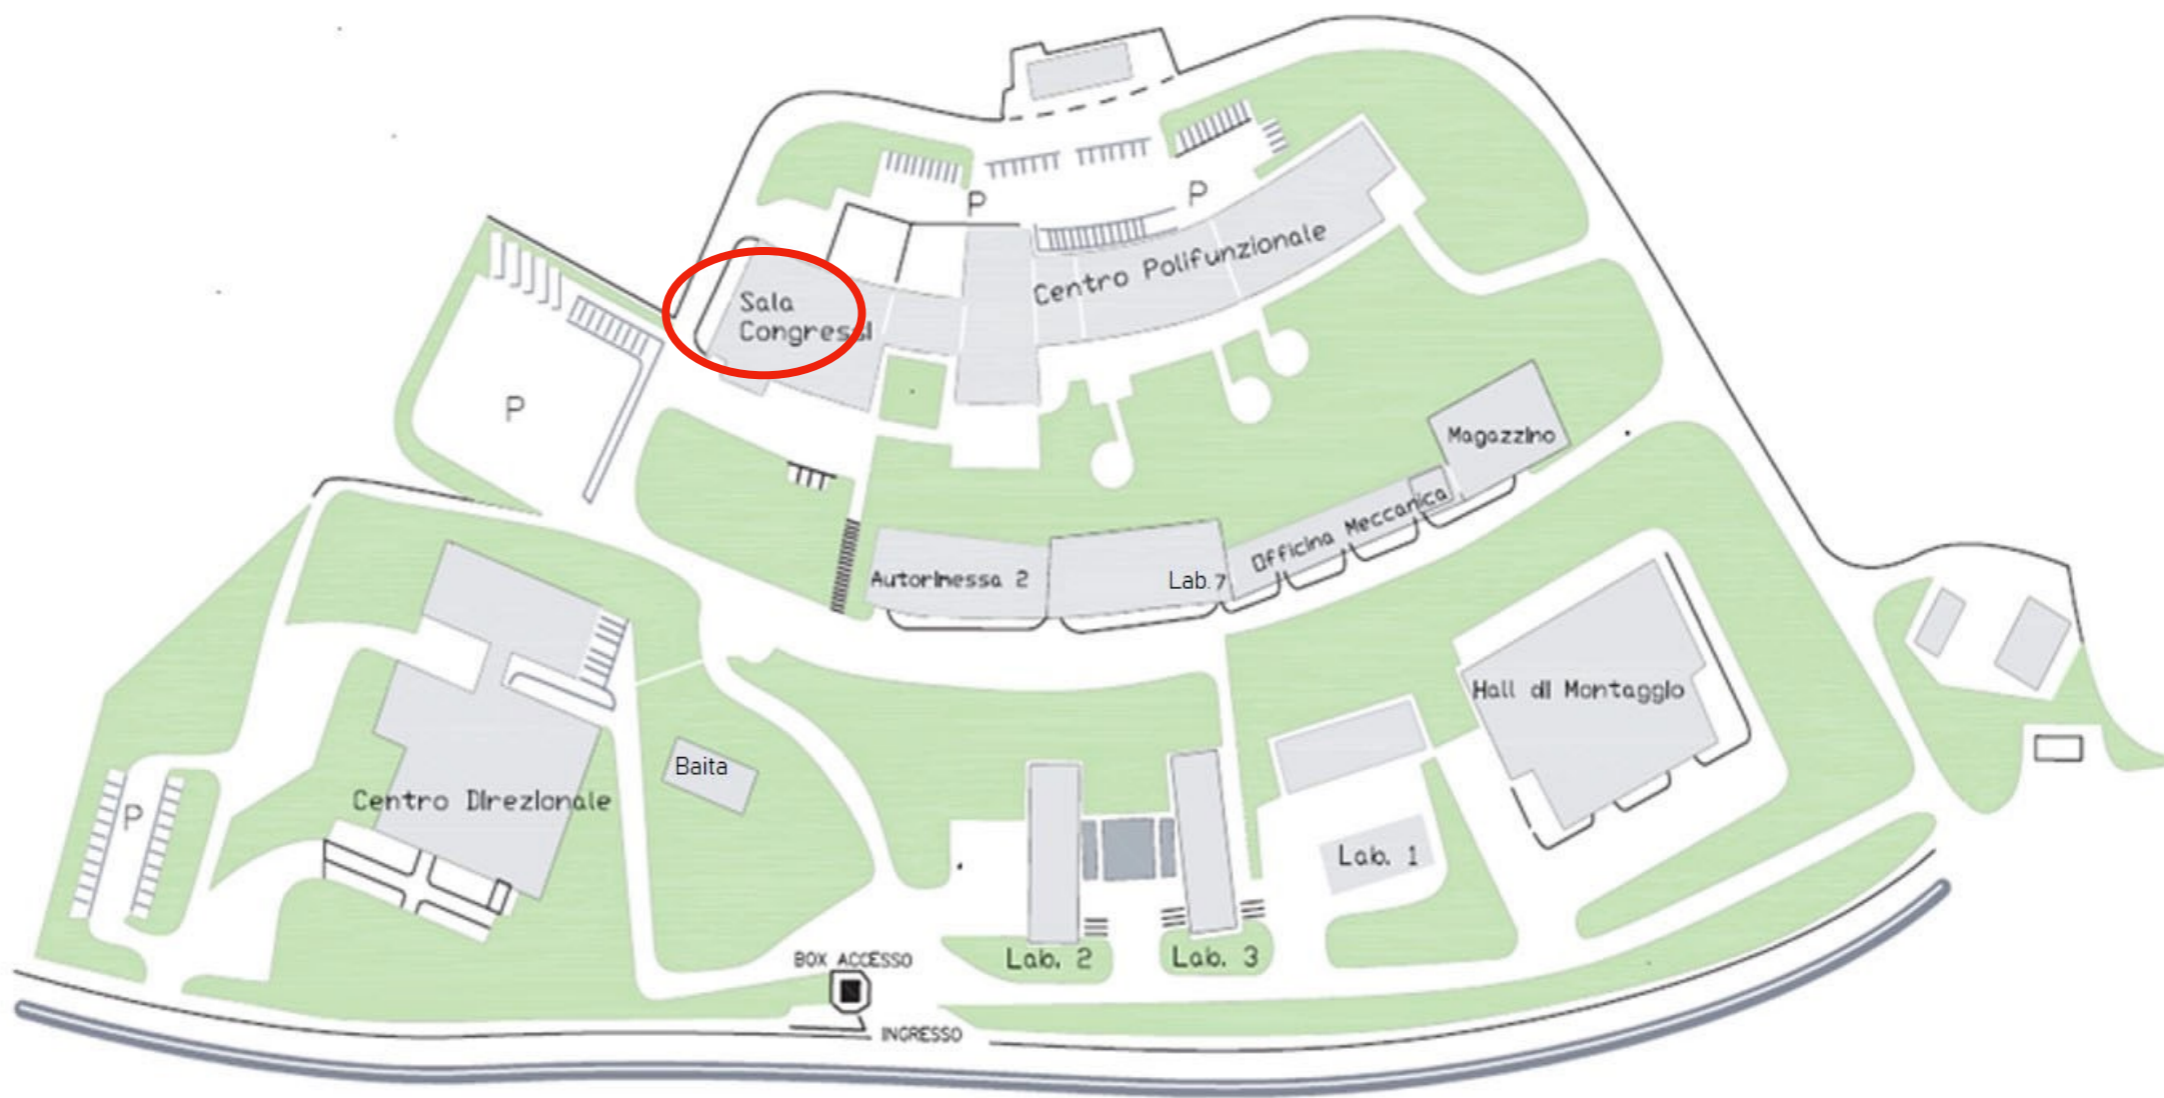 P
P
Centro Polifunzionale
Sala
Congressi
P
Magazzino
Officina Meccanica
Autorimessa 2
Lab. 7
Hall di Montaggio
Baita
Centro Direzionale
P
Lab. 1
Lab. 2
Lab. 3
BOX ACCESSO
INGRESSO